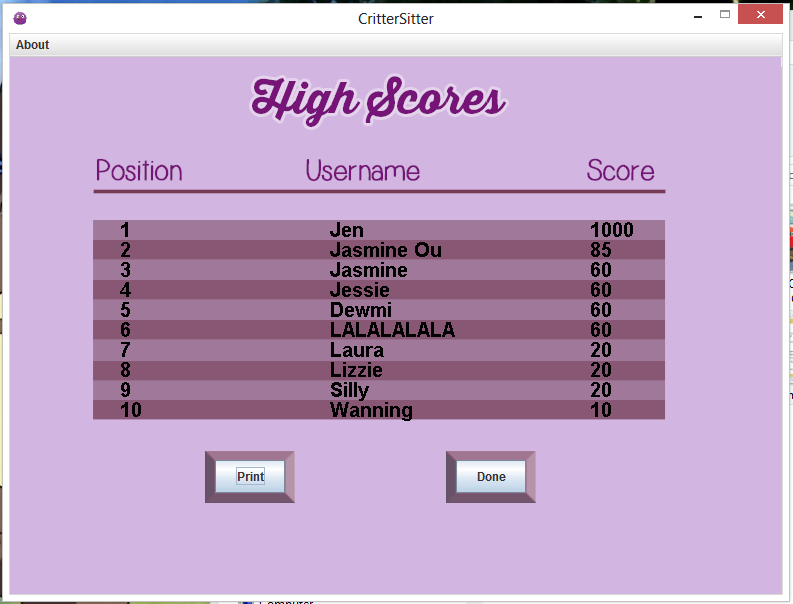 CritterSitter
About
High Scores
Position Username Score
1 Jen 1000
2 Jasmine Ou 85
3 Jasmine 60
4 Jessie 60
5 Dewmi 60
6 LALALALALA 60
7 Laura 20
8 Lizzie 20
9 Silly 20
10 Wanning 10
Print Done
Computer